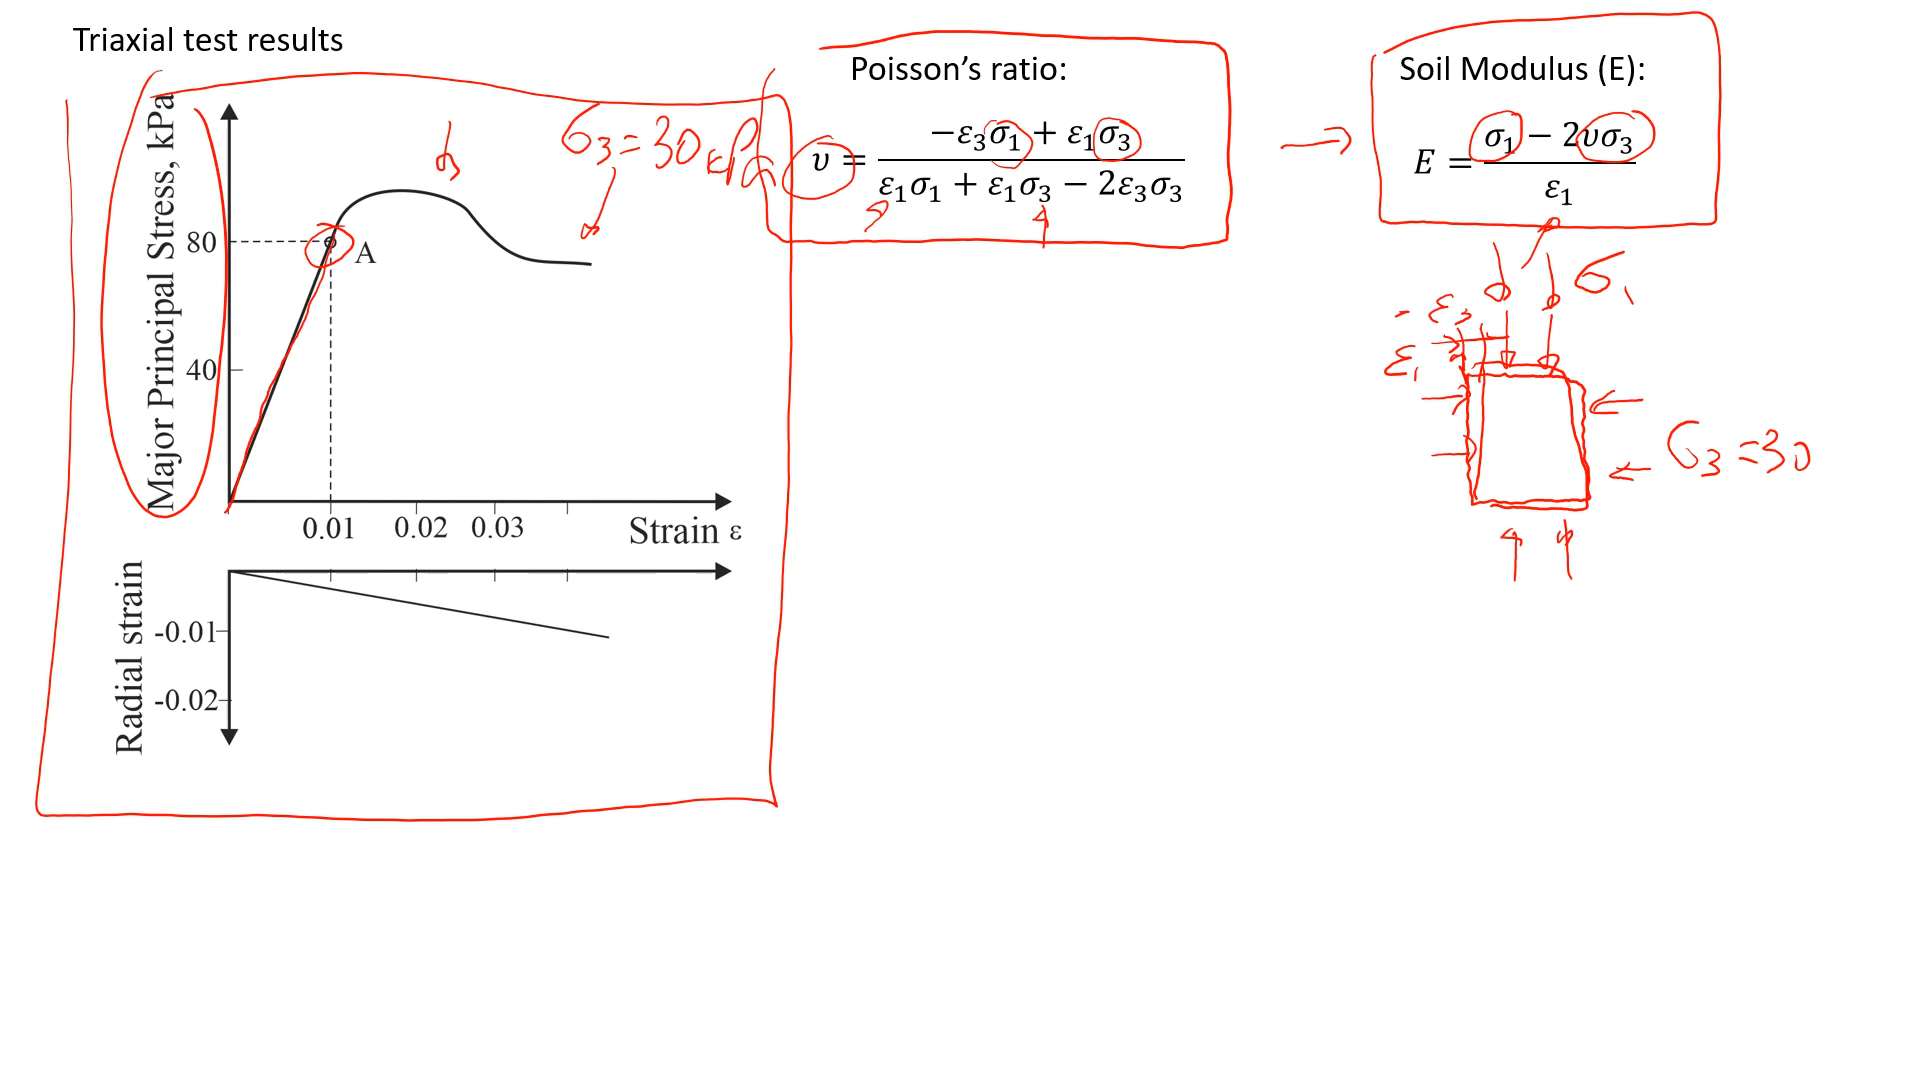 Triaxial test results
Major Principal Stress, kPa
80
40
A
0.01 0.02 0.03
Strain ε
Radial strain
-0.01
-0.02
σ3 = 30 kPa
Poisson's ratio:
υ = (−ε₃σ₁ + ε₁σ₃) / (ε₁σ₁ + ε₁σ₃ − 2ε₃σ₃)
Soil Modulus (E):
E = (σ₁ − 2υσ₃) / ε₁
σ₁
- ε₃
ε₁
σ₃ = 30